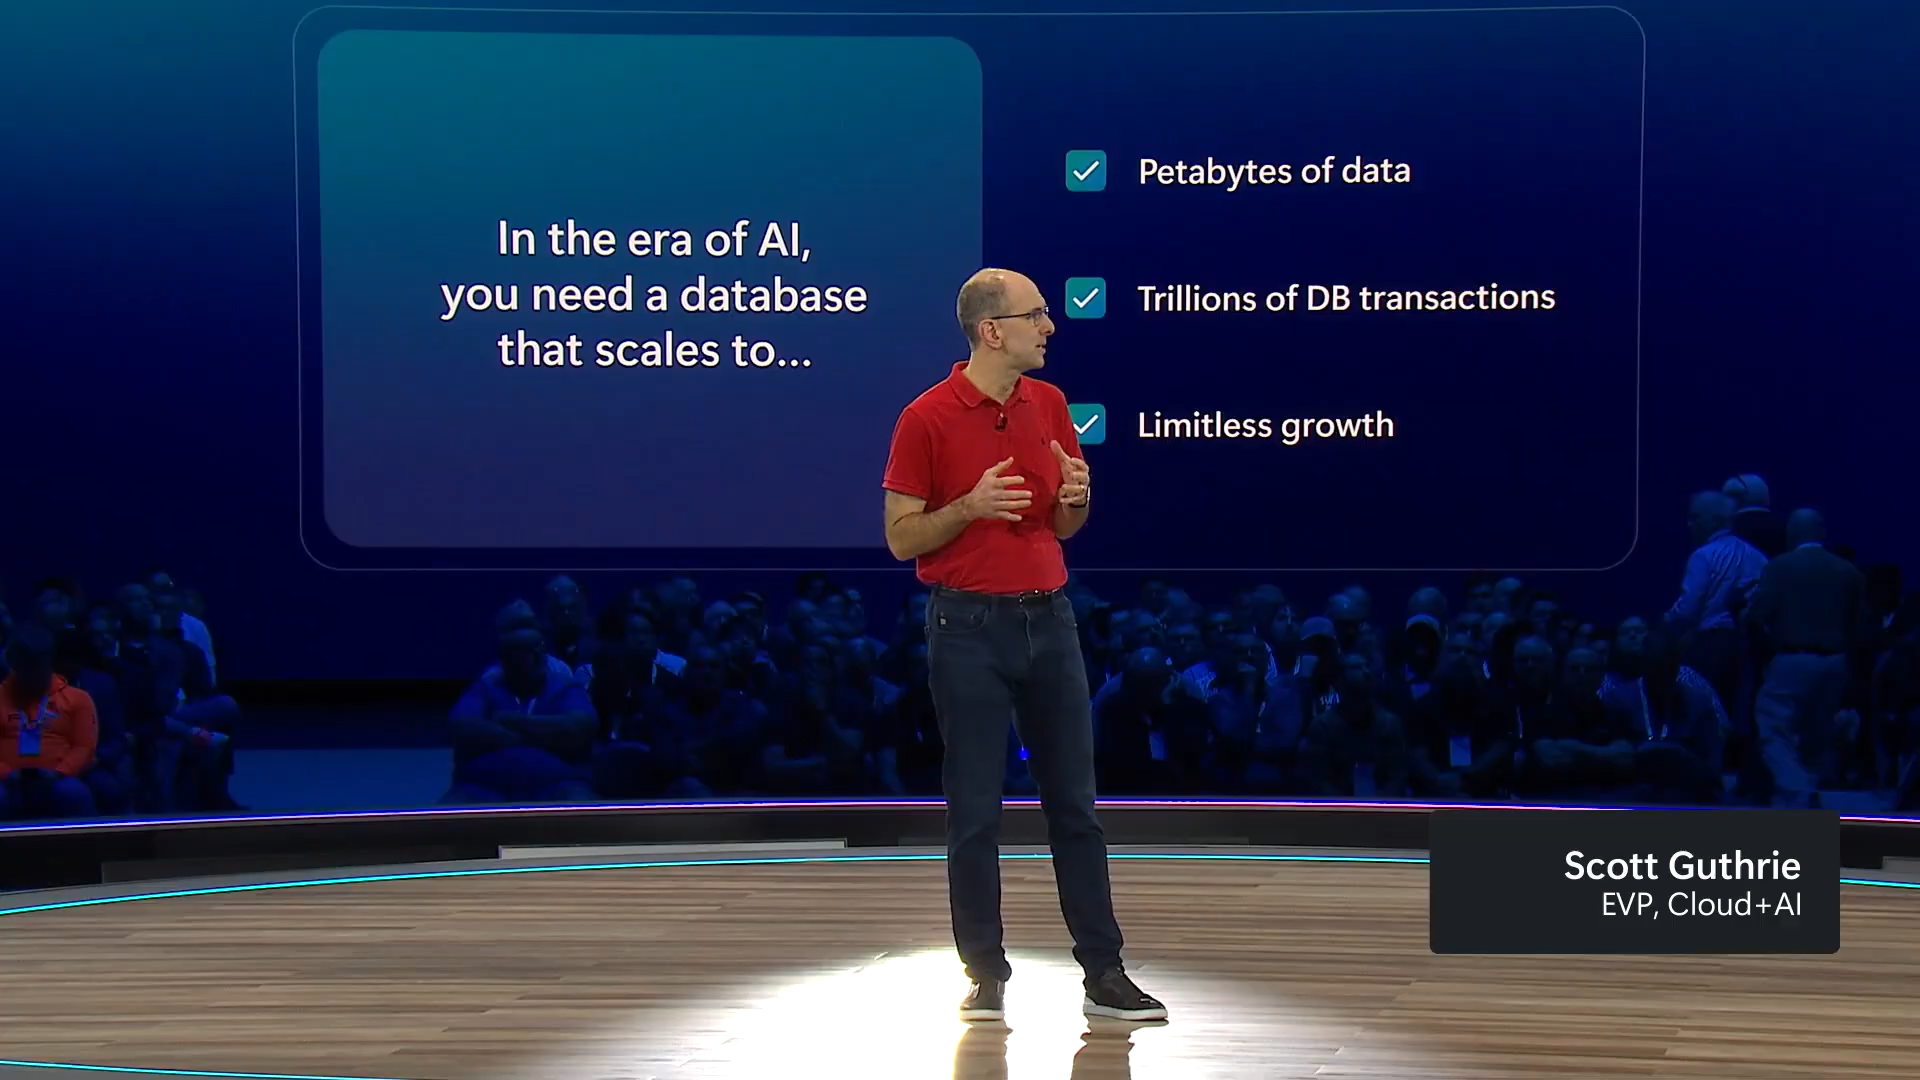 In the era of AI,
you need a database
that scales to...
Petabytes of data
Trillions of DB transactions
Limitless growth
Scott Guthrie
EVP, Cloud+AI